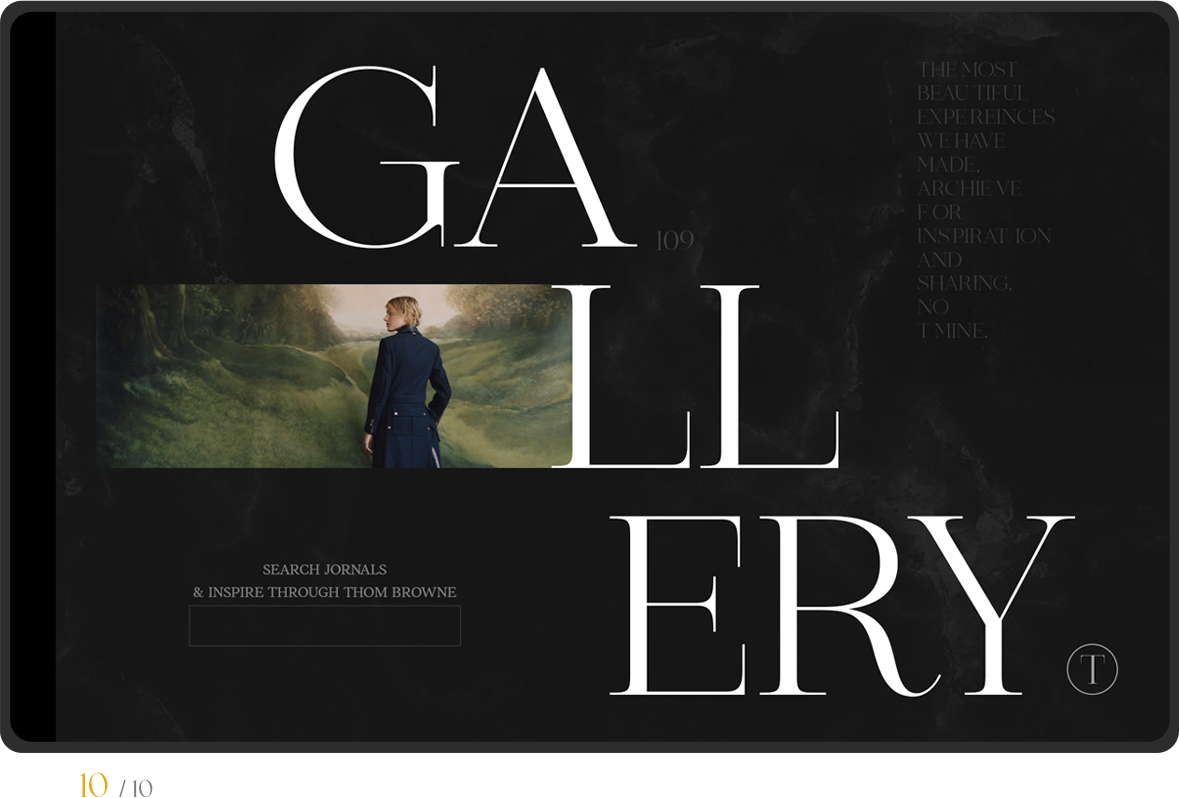 GA
109
THE MOST
BEAU TIFUL
EXPE REINCES
WE HAVE
MADE,
ARCHIE VE
F OR
INS PIRAT ION
AND
SHARING.
NO
T MINE.
LL
SEARCH JORNALS
& INSPIRE THROUGH THOM BROWNE
ERY
T
10 / 10